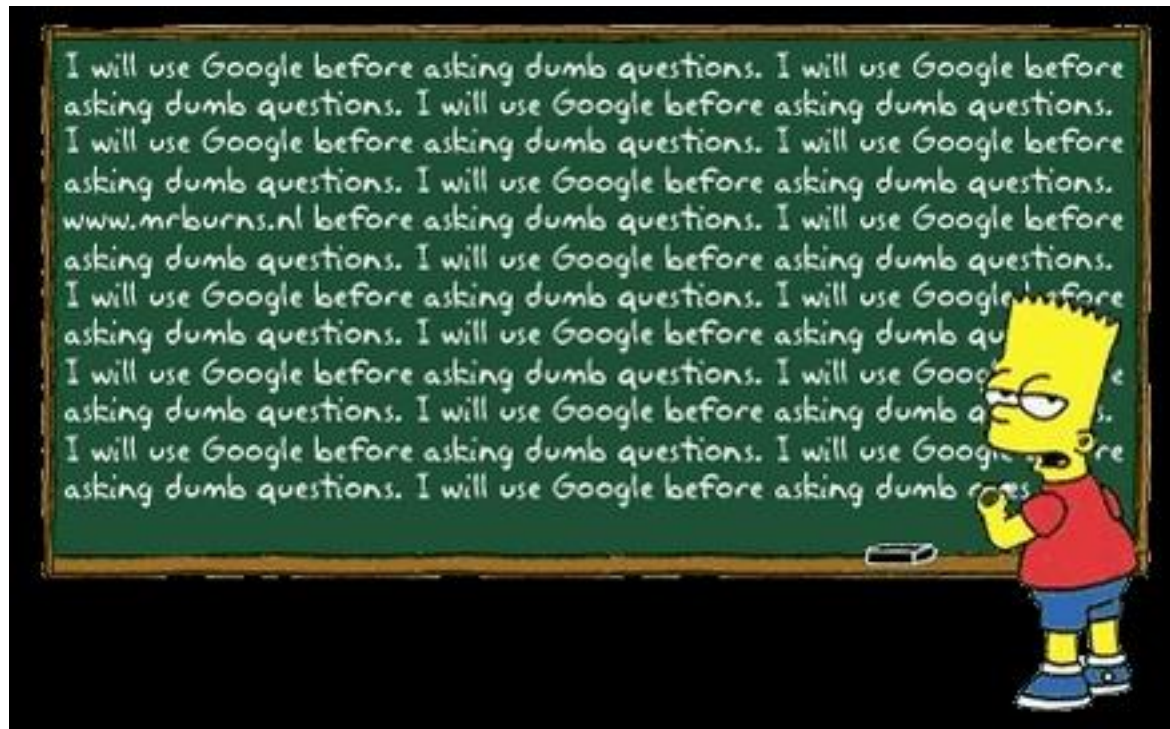 I will use Google before asking dumb questions. I will use Google before
asking dumb questions. I will use Google before asking dumb questions.
I will use Google before asking dumb questions. I will use Google before
asking dumb questions. I will use Google before asking dumb questions.
www.mrburns.nl before asking dumb questions. I will use Google before
asking dumb questions. I will use Google before asking dumb questions.
I will use Google before asking dumb questions. I will use Google before
asking dumb questions. I will use Google before asking dumb
I will use Google before asking dumb questions. I will use
asking dumb questions. I will use Google before asking dumb
I will use Google before asking dumb questions. I will use Google
asking dumb questions. I will use Google before asking dumb